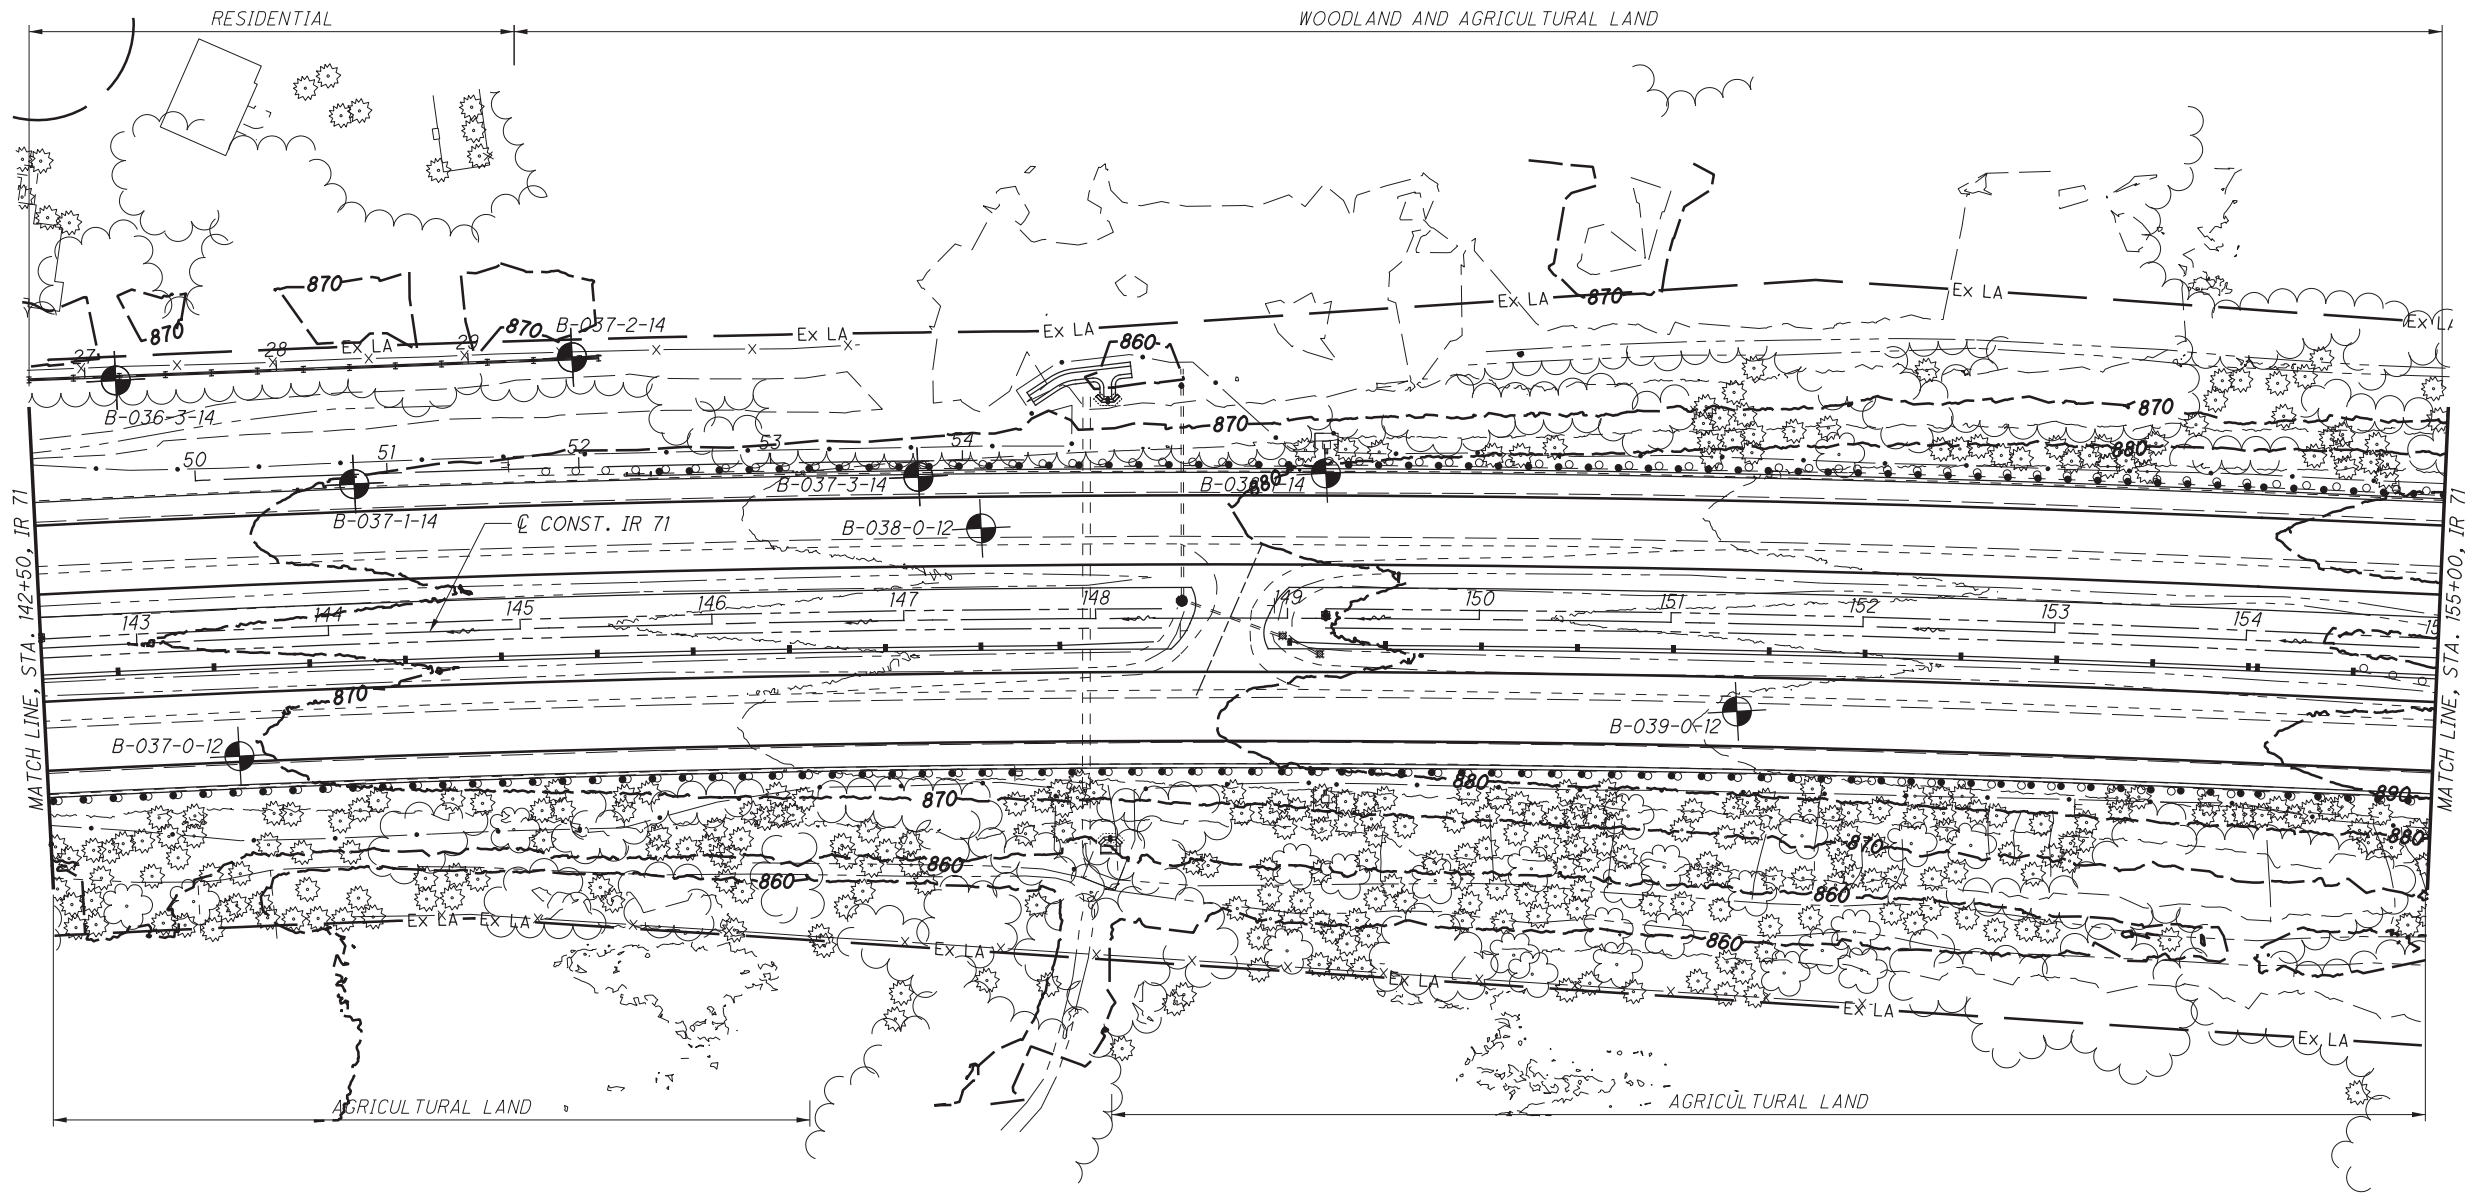 RESIDENTIAL
WOODLAND AND AGRICULTURAL LAND
870
870
B-037-2-14
870
27
28
29
Ex LA
Ex LA
Ex LA
Ex LA
870
Ex LA
Ex LA
860
B-036-3-14
870
870
50
51
52
53
54
880
B-037-3-14
880
B-037-1-14
℄ CONST. IR 71
B-038-0-12
MATCH LINE, STA. 142+50, IR 71
MATCH LINE, STA. 155+00, IR 71
143
144
145
146
147
148
149
150
151
152
153
154
870
B-037-0-12
B-039-0-12
870
880
890
880
870
860
860
860
860
Ex LA
Ex LA
Ex LA
Ex LA
Ex LA
Ex LA
AGRICULTURAL LAND
AGRICULTURAL LAND